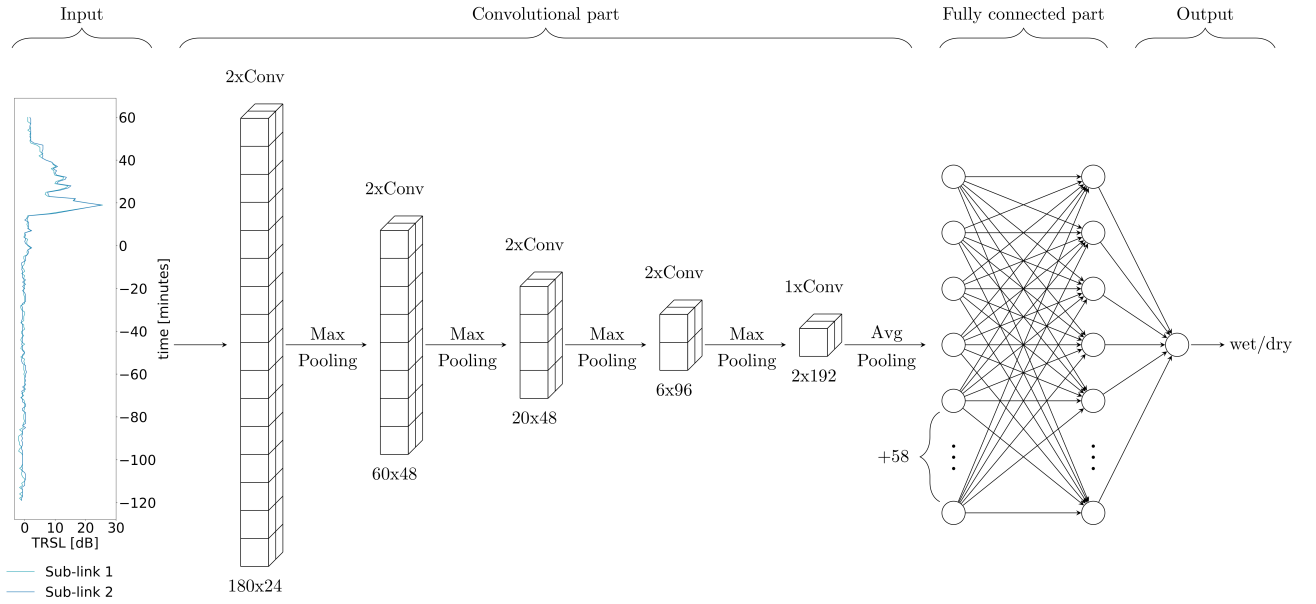 Input
Convolutional part
Fully connected part
Output
2xConv
2xConv
2xConv
2xConv
1xConv
60
40
20
0
−20
−40
−60
−80
−100
−120
time [minutes]
0 10 20 30
TRSL [dB]
Sub-link 1
Sub-link 2
Max
Pooling
Max
Pooling
Max
Pooling
Max
Pooling
Avg
Pooling
180x24
60x48
20x48
6x96
2x192
+58
wet/dry